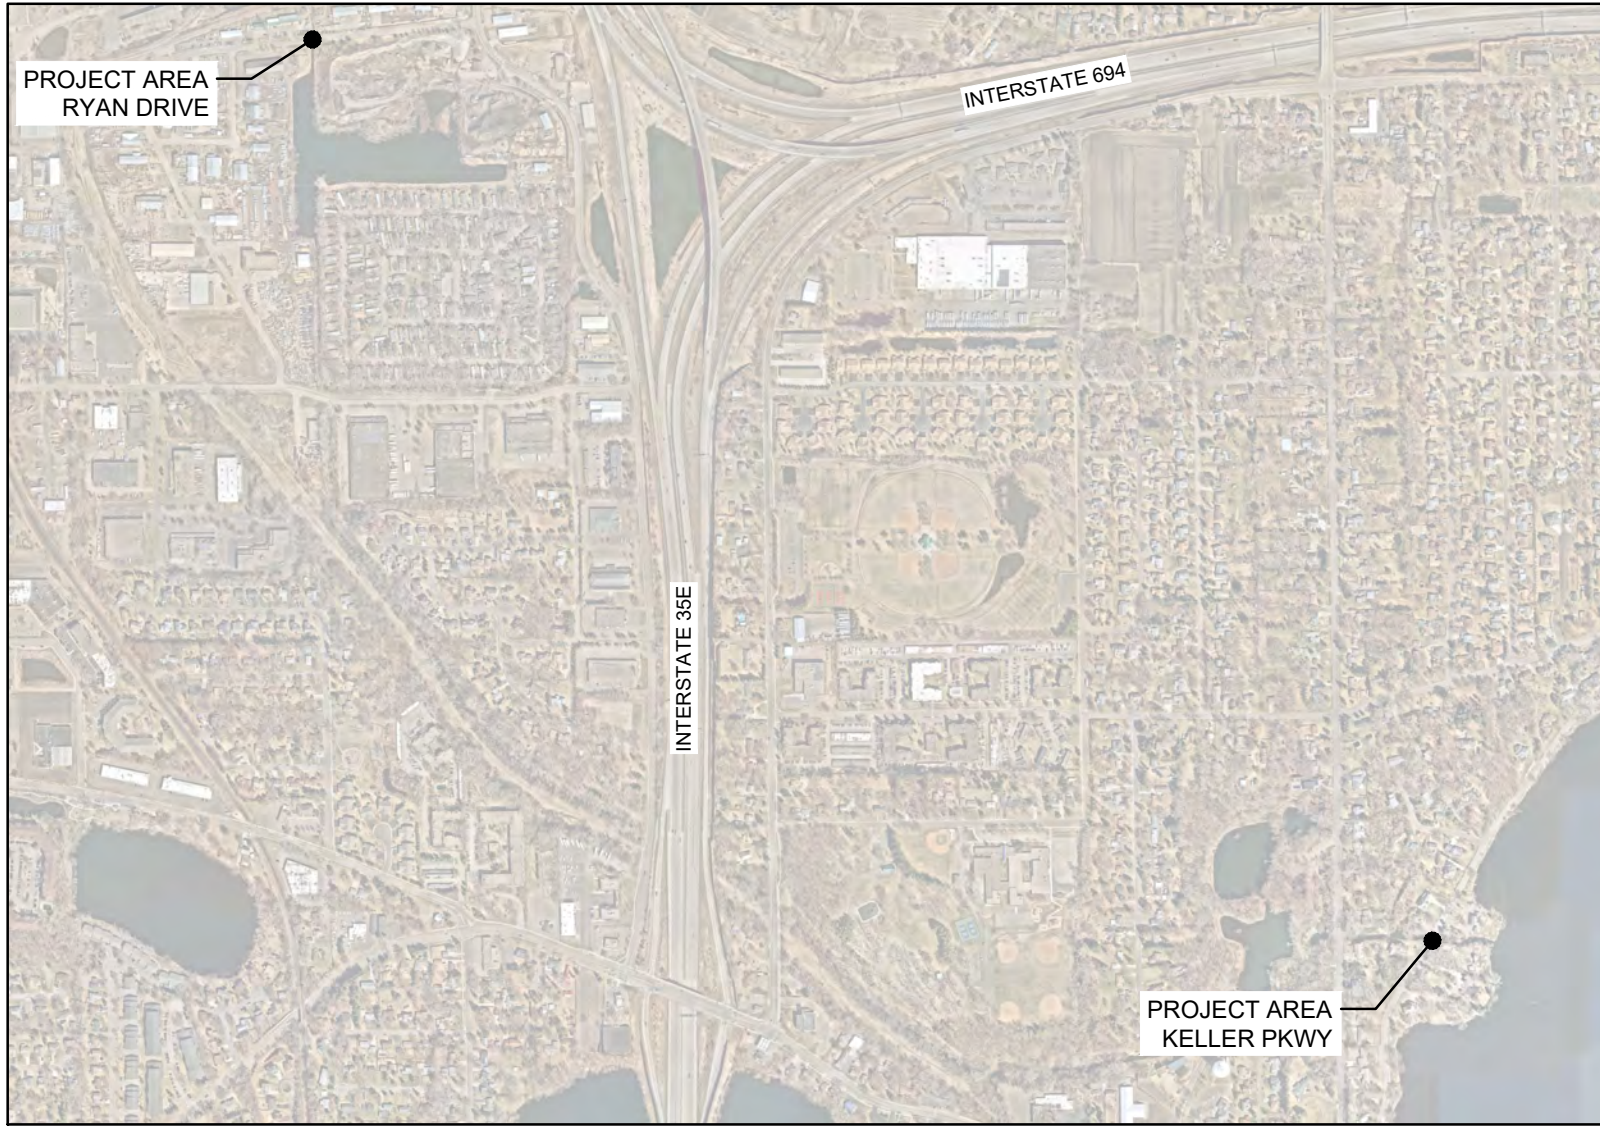 PROJECT AREA
RYAN DRIVE
INTERSTATE 694
INTERSTATE 35E
PROJECT AREA
KELLER PKWY